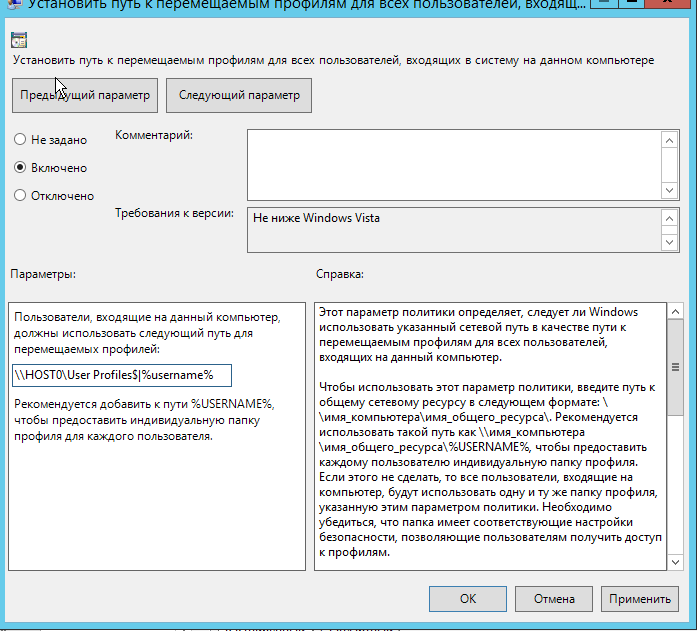 Установить путь к перемещаемым профилям для всех пользователей, входящ...
Установить путь к перемещаемым профилям для всех пользователей, входящих в систему на данном компьютере
Предыдущий параметр
Следующий параметр
Не задано
Включено
Отключено
Комментарий:
Требования к версии:
Не ниже Windows Vista
Параметры:
Справка:
Пользователи, входящие на данный компьютер,
должны использовать следующий путь для
перемещаемых профилей:
\\HOST0\User Profiles$|%username%
Рекомендуется добавить к пути %USERNAME%,
чтобы предоставить индивидуальную папку
профиля для каждого пользователя.
Этот параметр политики определяет, следует ли Windows
использовать указанный сетевой путь в качестве пути к
перемещаемым профилям для всех пользователей,
входящих на данный компьютер.
Чтобы использовать этот параметр политики, введите путь к
общему сетевому ресурсу в следующем формате: \
\имя_компьютера\имя_общего_ресурса\. Рекомендуется
использовать такой путь как \\имя_компьютера
\имя_общего_ресурса\%USERNAME%, чтобы предоставить
каждому пользователю индивидуальную папку профиля.
Если этого не сделать, то все пользователи, входящие на
компьютер, будут использовать одну и ту же папку профиля,
указанную этим параметром политики. Необходимо
убедиться, что папка имеет соответствующие настройки
безопасности, позволяющие пользователям получить доступ
к профилям.
ОК
Отмена
Применить